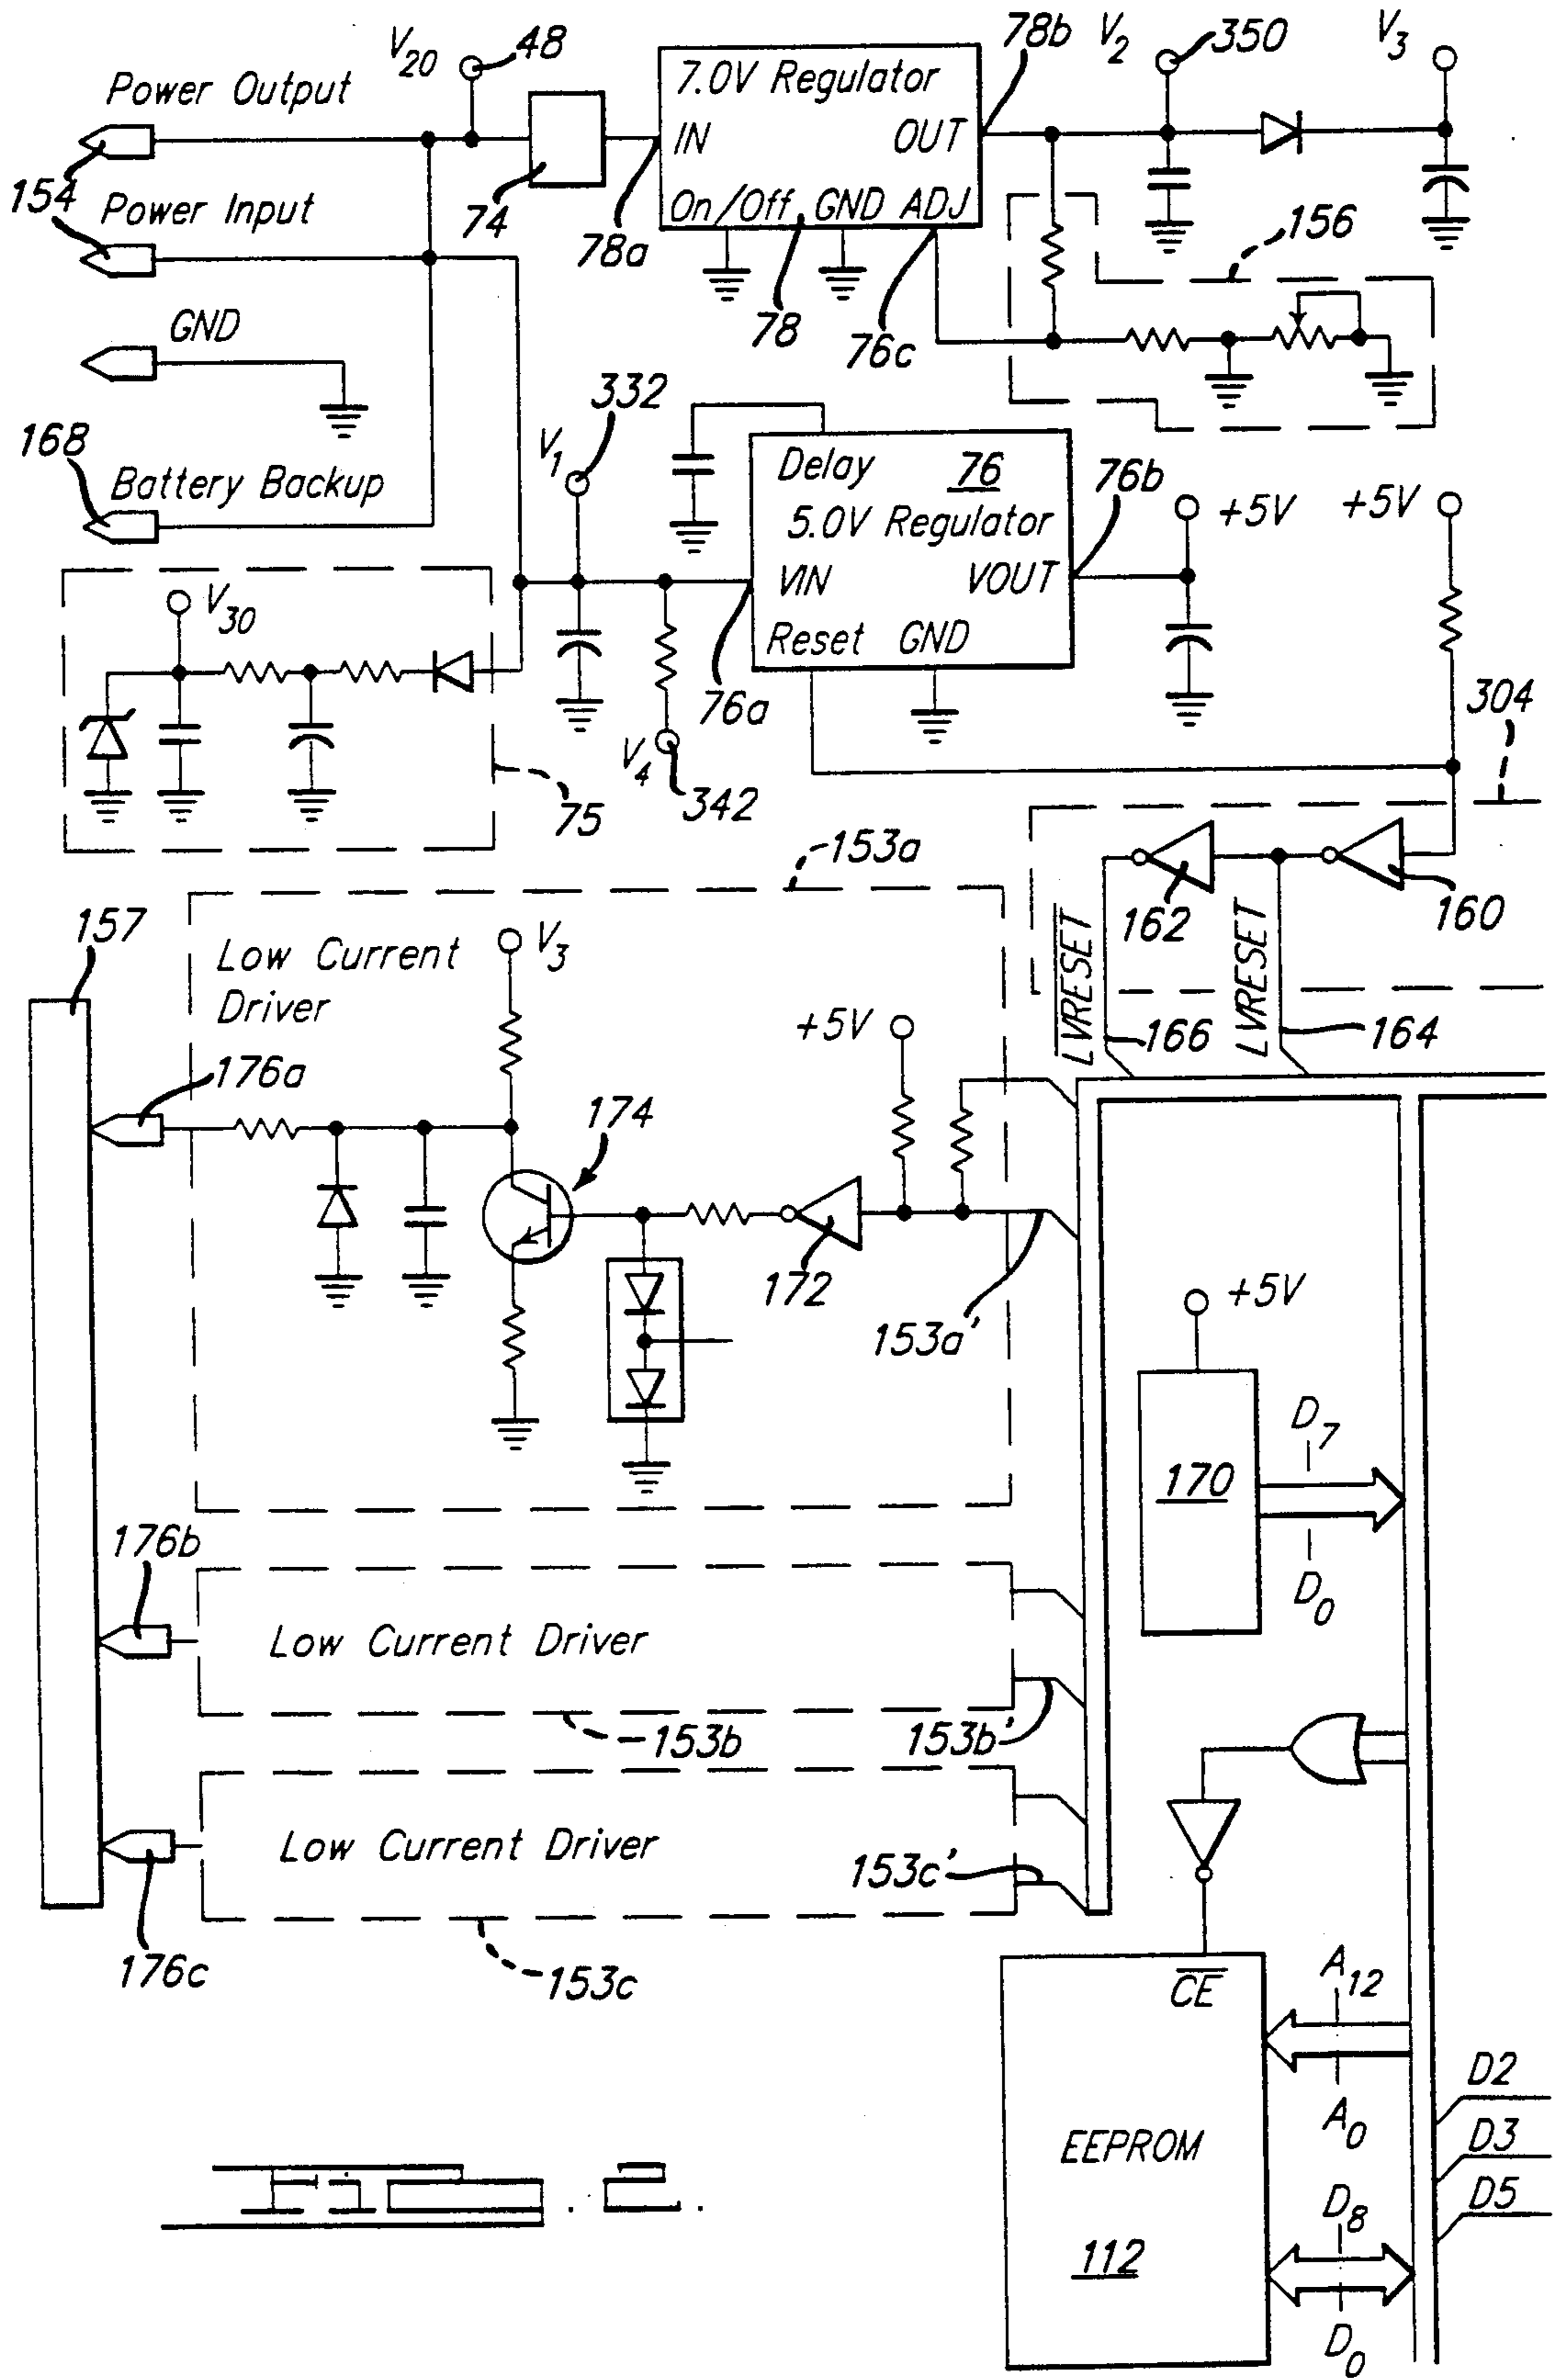 V20
48
78b
V2
350
V3
Power Output
7.0V Regulator
IN
OUT
154
Power Input
74
On/Off GND ADJ
78a
78
76c
156
GND
332
168
Battery Backup
V1
Delay
76
76b
+5V
+5V
5.0V Regulator
VIN
VOUT
V30
Reset GND
76a
304
V4
342
75
153a
157
Low Current
Driver
V3
162
160
LVRESET
LVRESET
+5V
166
164
176a
174
172
153a'
+5V
D7
170
D0
176b
Low Current Driver
153b
153b'
Low Current Driver
153c'
176c
153c
CE
A12
A0
D2
EEPROM
D3
D8
D5
112
D0